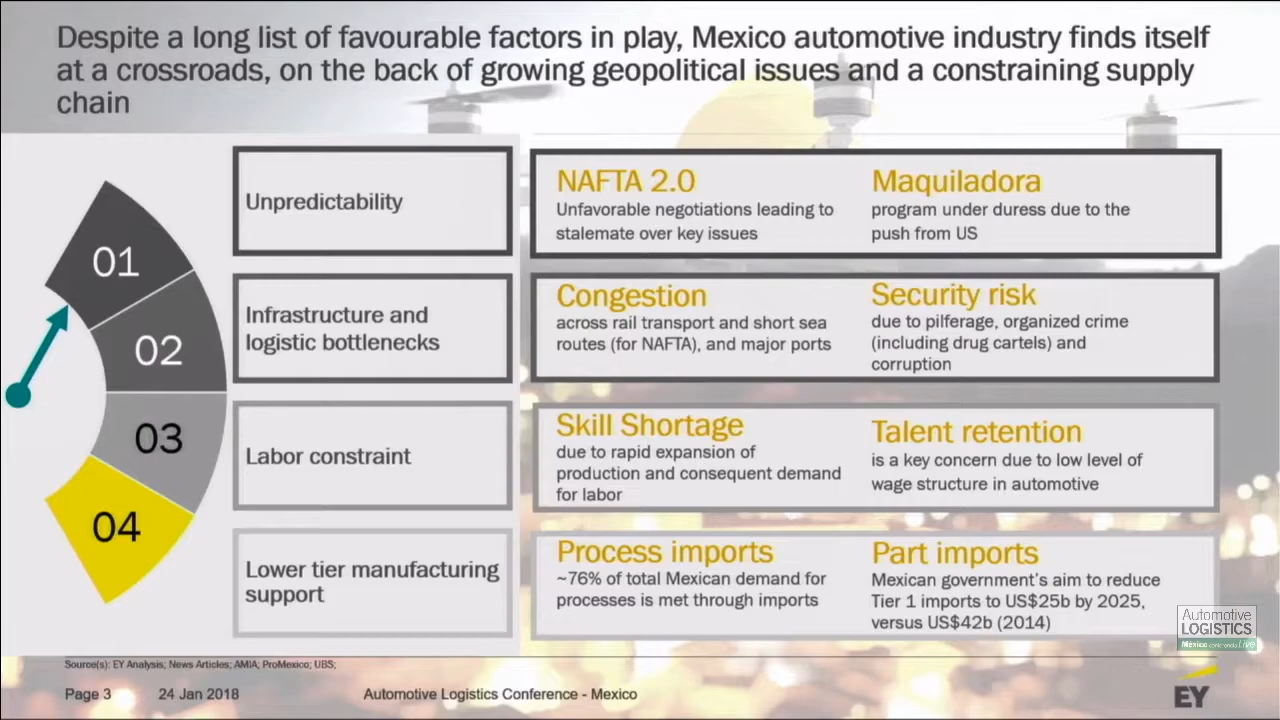 Despite a long list of favourable factors in play, Mexico automotive industry finds itself
at a crossroads, on the back of growing geopolitical issues and a constraining supply
chain
01
Unpredictability
NAFTA 2.0
Unfavorable negotiations leading to
stalemate over key issues
Maquiladora
program under duress due to the
push from US
02
Infrastructure and
logistic bottlenecks
Congestion
across rail transport and short sea
routes (for NAFTA), and major ports
Security risk
due to pilferage, organized crime
(including drug cartels) and
corruption
03
Labor constraint
Skill Shortage
due to rapid expansion of
production and consequent demand
for labor
Talent retention
is a key concern due to low level of
wage structure in automotive
04
Lower tier manufacturing
support
Process imports
~76% of total Mexican demand for
processes is met through imports
Part imports
Mexican government's aim to reduce
Tier 1 imports to US$25b by 2025,
versus US$42b (2014)
Automotive
LOGISTICS
México conferencia Live
Source(s): EY Analysis; News Articles; AMIA; ProMexico; UBS;
Page 3 24 Jan 2018 Automotive Logistics Conference - Mexico
EY